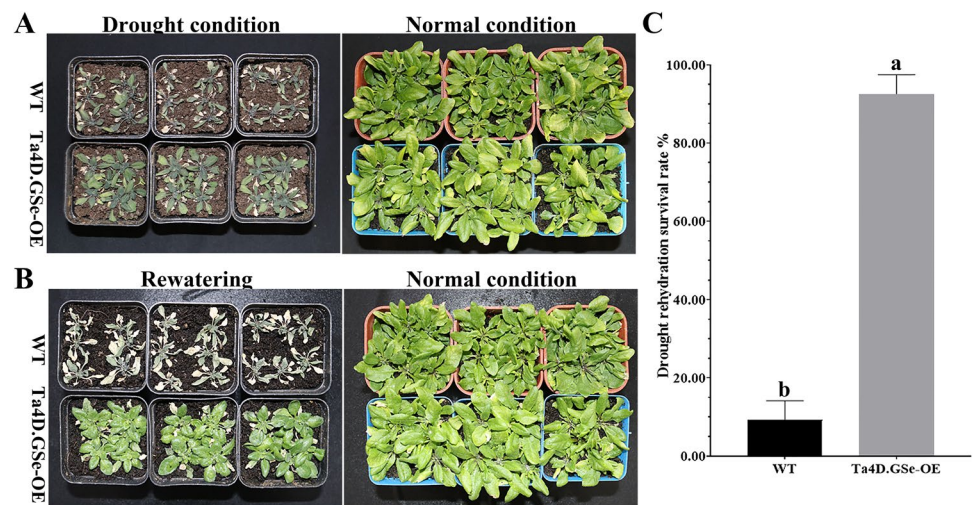 A
Drought condition
Normal condition
WT
Ta4D.GSe-OE
B
Rewatering
Normal condition
WT
Ta4D.GSe-OE
C
Drought rehydration survival rate %
100.00
80.00
60.00
40.00
20.00
0.00
b
a
WT
Ta4D.GSe-OE